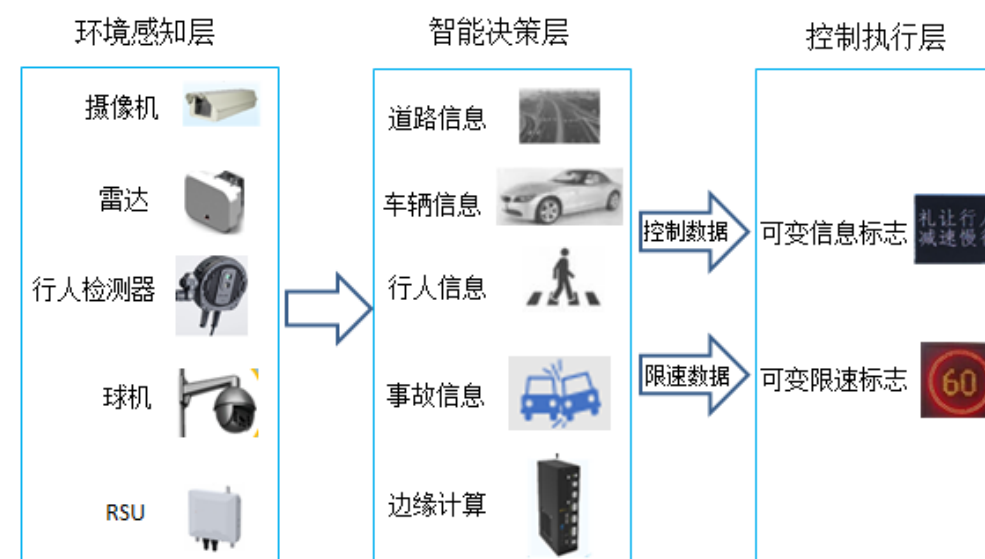 环境感知层
智能决策层
控制执行层
摄像机
雷达
行人检测器
球机
RSU
道路信息
车辆信息
行人信息
事故信息
边缘计算
控制数据
限速数据
可变信息标志
礼让行人
减速慢行
可变限速标志
60